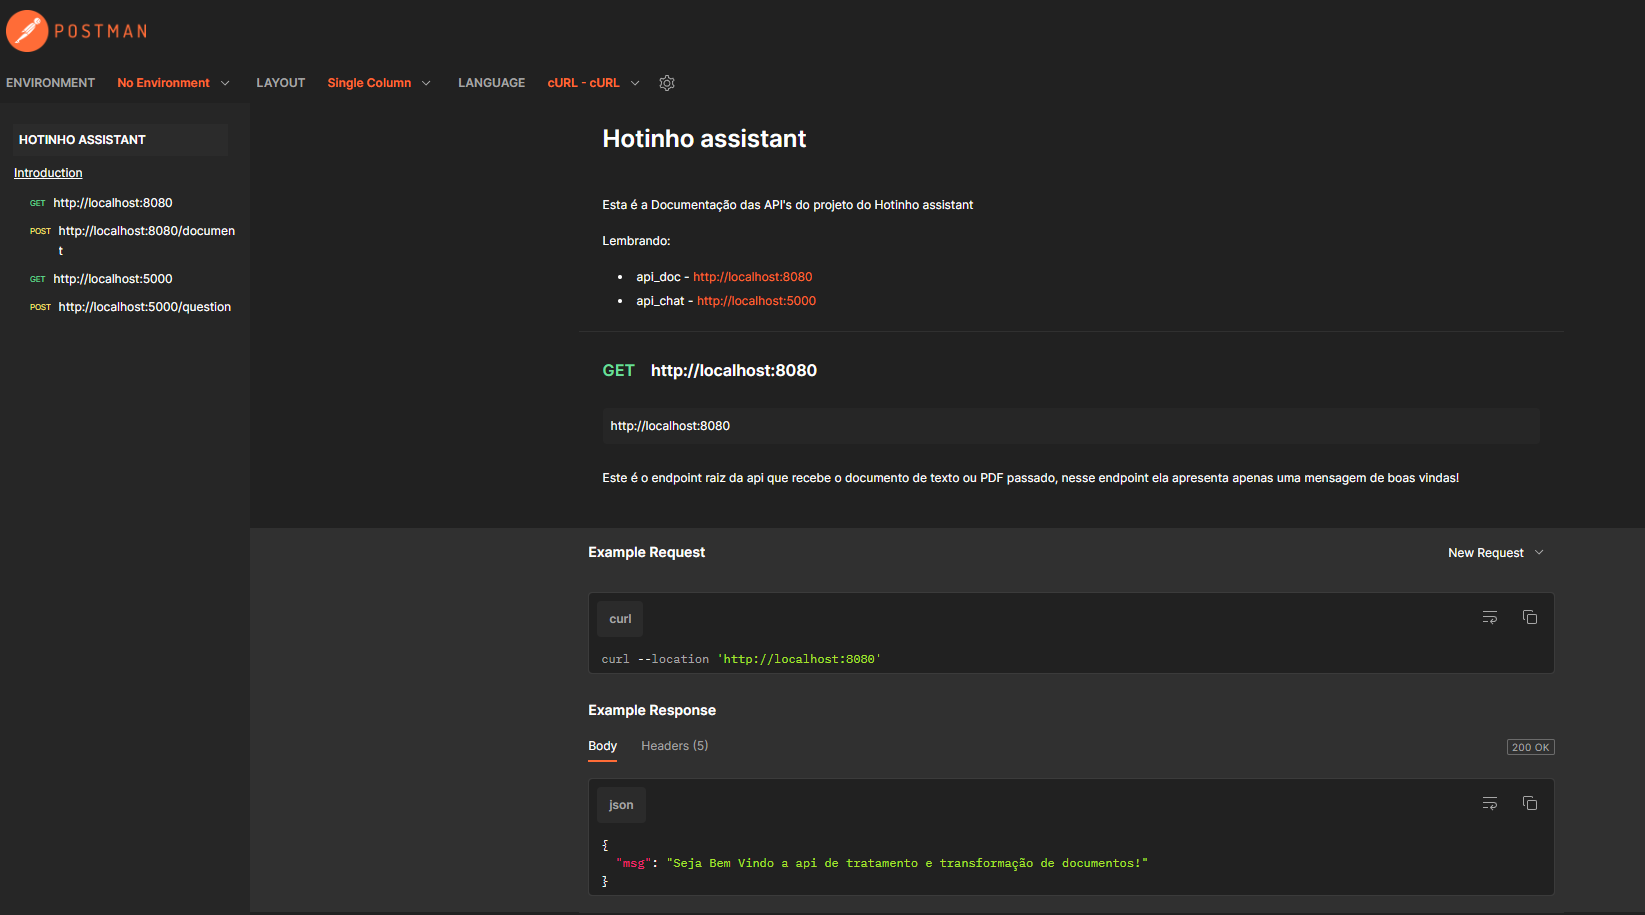 POSTMAN
ENVIRONMENT No Environment LAYOUT Single Column LANGUAGE cURL - cURL
HOTINHO ASSISTANT
Introduction
GET http://localhost:8080
POST http://localhost:8080/documen
t
GET http://localhost:5000
POST http://localhost:5000/question
Hotinho assistant
Esta é a Documentação das API's do projeto do Hotinho assistant
Lembrando:
• api_doc - http://localhost:8080
• api_chat - http://localhost:5000
GET http://localhost:8080
http://localhost:8080
Este é o endpoint raiz da api que recebe o documento de texto ou PDF passado, nesse endpoint ela apresenta apenas uma mensagem de boas vindas!
Example Request New Request
curl
curl --location 'http://localhost:8080'
Example Response
Body Headers (5) 200 OK
json
{
"msg": "Seja Bem Vindo a api de tratamento e transformação de documentos!"
}